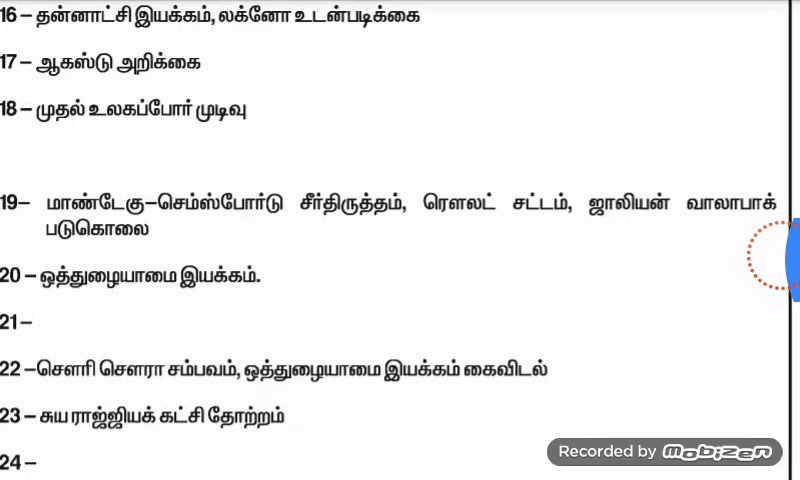 16 – தன்னாட்சி இயக்கம், லக்னோ உடன்படிக்கை
17 – ஆகஸ்டு அறிக்கை
18 – முதல் உலகப்போர் முடிவு
19– மாண்டேகு–செம்ஸ்போர்டு சீர்திருத்தம், ரௌலட் சட்டம், ஜாலியன் வாலாபாக்
படுகொலை
20 – ஒத்துழையாமை இயக்கம்.
21 –
22 –சௌரி சௌரா சம்பவம், ஒத்துழையாமை இயக்கம் கைவிடல்
23 – சுய ராஜ்ஜியக் கட்சி தோற்றம்
24 –
Recorded by Mobizen